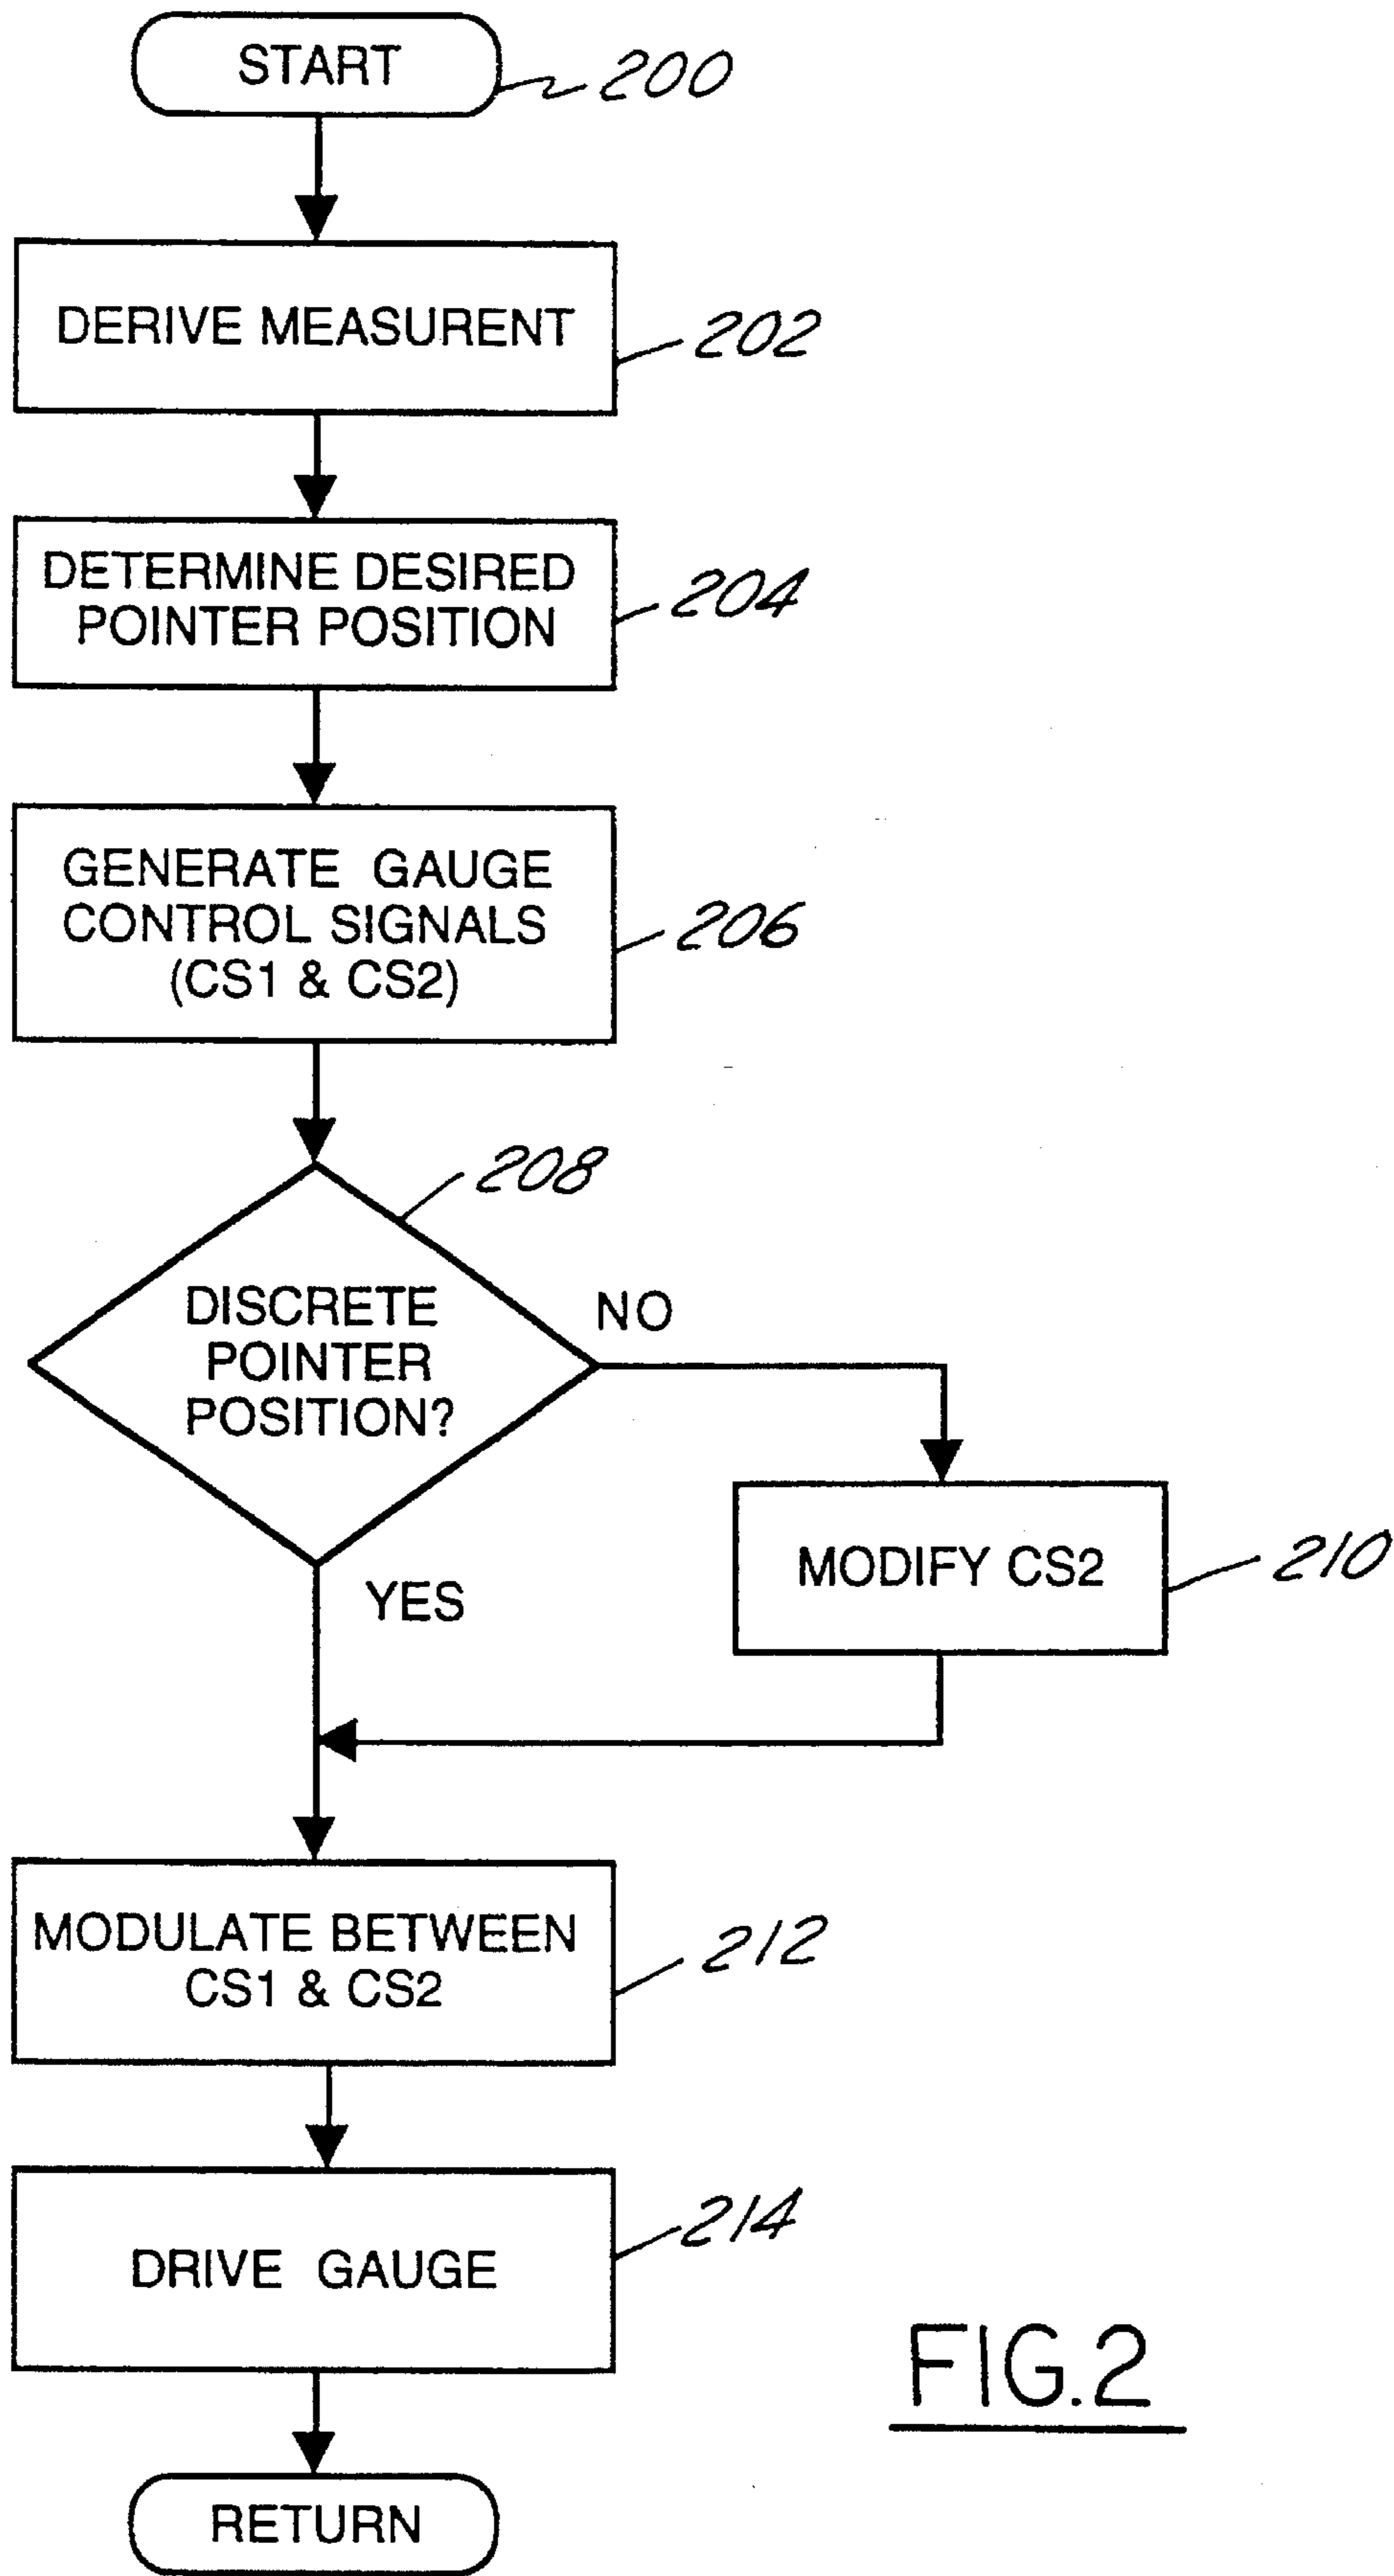 START
200
DERIVE MEASURENT
202
DETERMINE DESIRED
POINTER POSITION
204
GENERATE GAUGE
CONTROL SIGNALS
(CS1 & CS2)
206
208
DISCRETE
POINTER
POSITION?
NO
YES
MODIFY CS2
210
MODULATE BETWEEN
CS1 & CS2
212
DRIVE GAUGE
214
RETURN
FIG.2